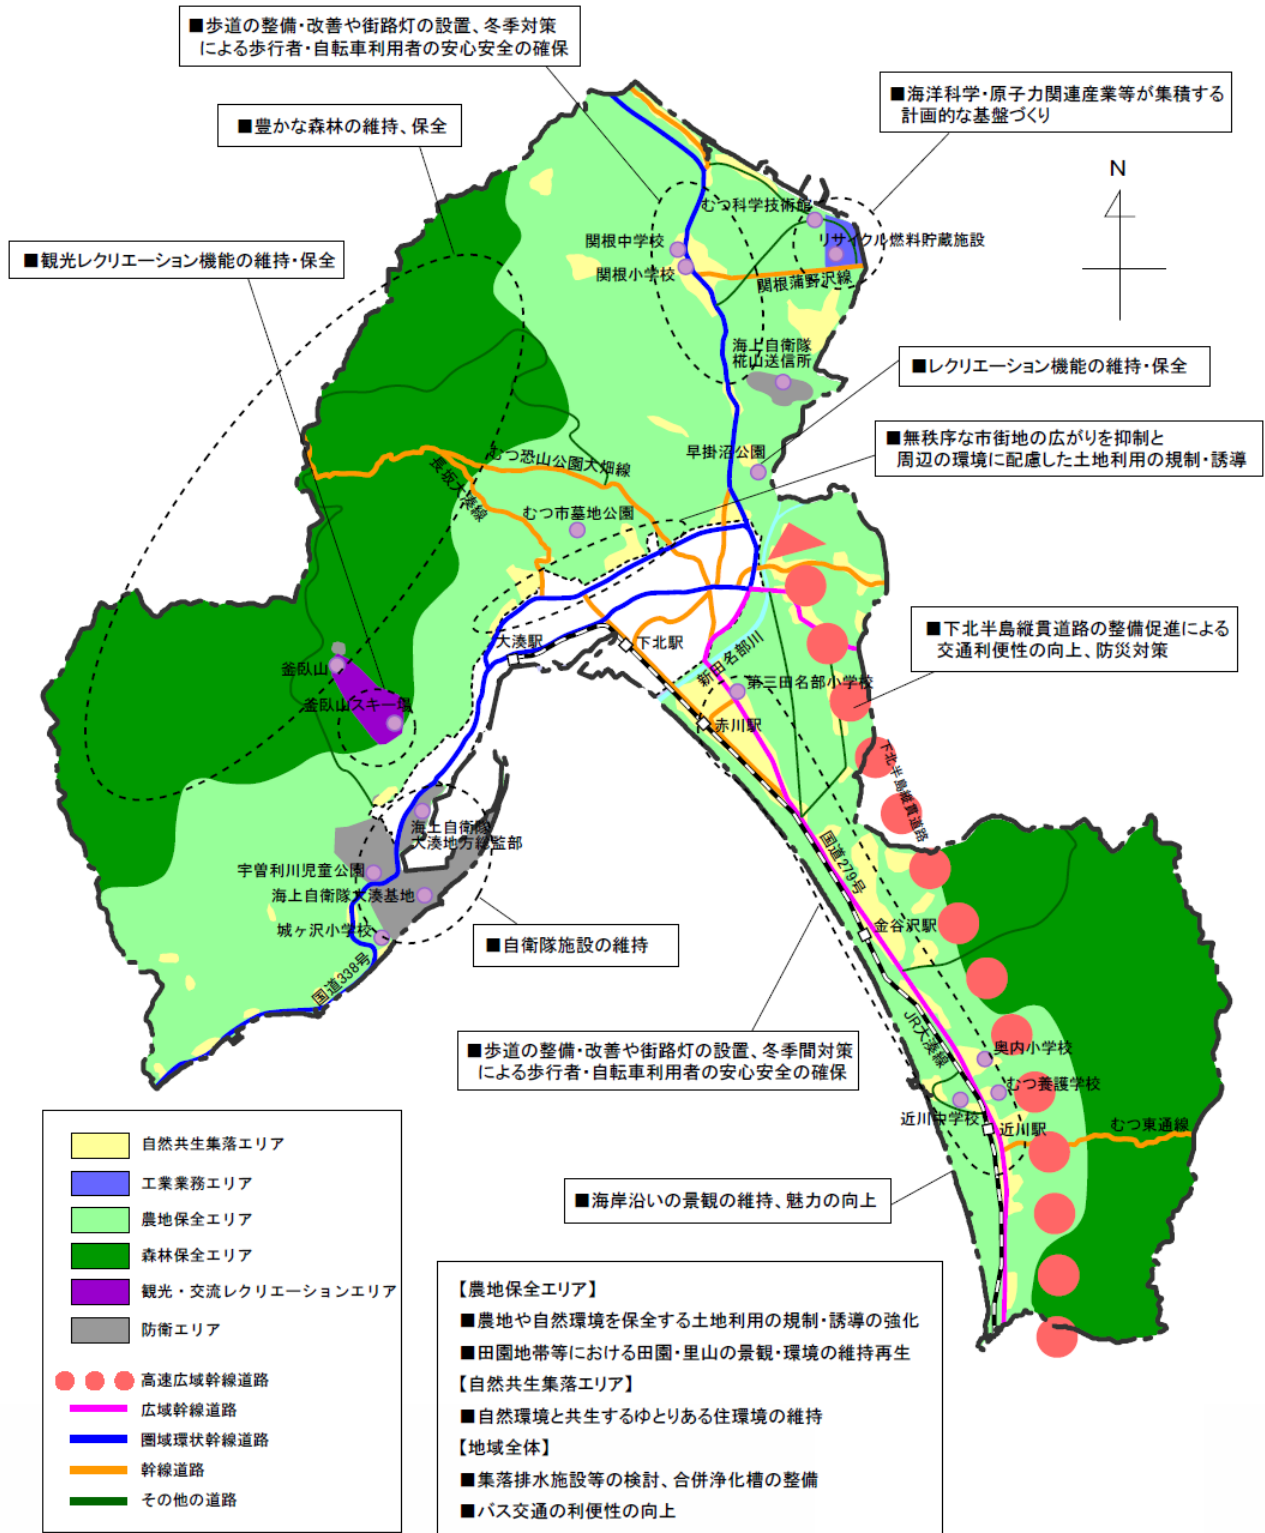 ■歩道の整備・改善や街路灯の設置、冬季対策
による歩行者・自転車利用者の安心安全の確保
■海洋科学・原子力関連産業等が集積する
計画的な基盤づくり
■豊かな森林の維持、保全
N
むつ科学技術館
関根中学校
リサイクル燃料貯蔵施設
■観光レクリエーション機能の維持・保全
関根小学校
関根蒲野沢線
海上自衛隊
椛山送信所
■レクリエーション機能の維持・保全
■無秩序な市街地の広がりを抑制と
周辺の環境に配慮した土地利用の規制・誘導
早掛沼公園
むつ恐山公園大畑線
長坂大湊線
むつ市墓地公園
■下北半島縦貫道路の整備促進による
交通利便性の向上、防災対策
大湊駅
下北駅
新田名部川
釜臥山
第三田名部小学校
釜臥山スキー場
赤川駅
下北半島縦貫道路
海上自衛隊
大湊地方総監部
国道279号
宇曽利川児童公園
海上自衛隊大湊基地
金谷沢駅
城ヶ沢小学校
■自衛隊施設の維持
国道338号
JR大湊線
■歩道の整備・改善や街路灯の設置、冬季間対策
による歩行者・自転車利用者の安心安全の確保
奥内小学校
むつ養護学校
近川中学校
近川駅
むつ東通線
■海岸沿いの景観の維持、魅力の向上
自然共生集落エリア
工業業務エリア
農地保全エリア
森林保全エリア
観光・交流レクリエーションエリア
防衛エリア
高速広域幹線道路
広域幹線道路
圏域環状幹線道路
幹線道路
その他の道路
【農地保全エリア】
■農地や自然環境を保全する土地利用の規制・誘導の強化
■田園地帯等における田園・里山の景観・環境の維持再生
【自然共生集落エリア】
■自然環境と共生するゆとりある住環境の維持
【地域全体】
■集落排水施設等の検討、合併浄化槽の整備
■バス交通の利便性の向上